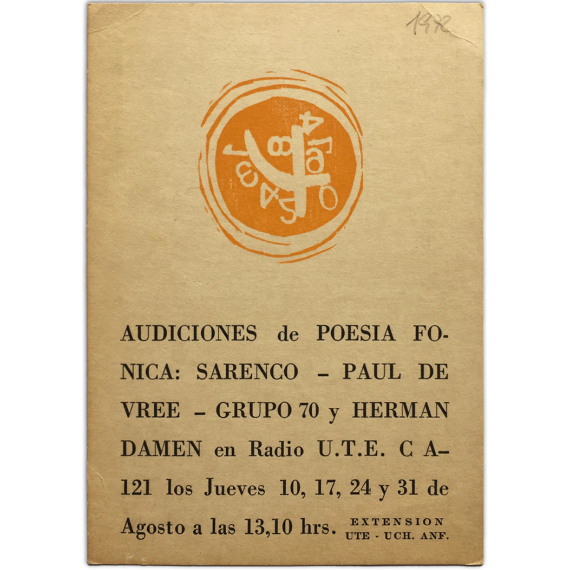 1972
AUDICIONES de POESIA FO-
NICA: SARENCO – PAUL DE
VREE – GRUPO 70 y HERMAN
DAMEN en Radio U.T.E. C A-
121 los Jueves 10, 17, 24 y 31 de
Agosto a las 13,10 hrs. EXTENSION
UTE - UCH. ANF.